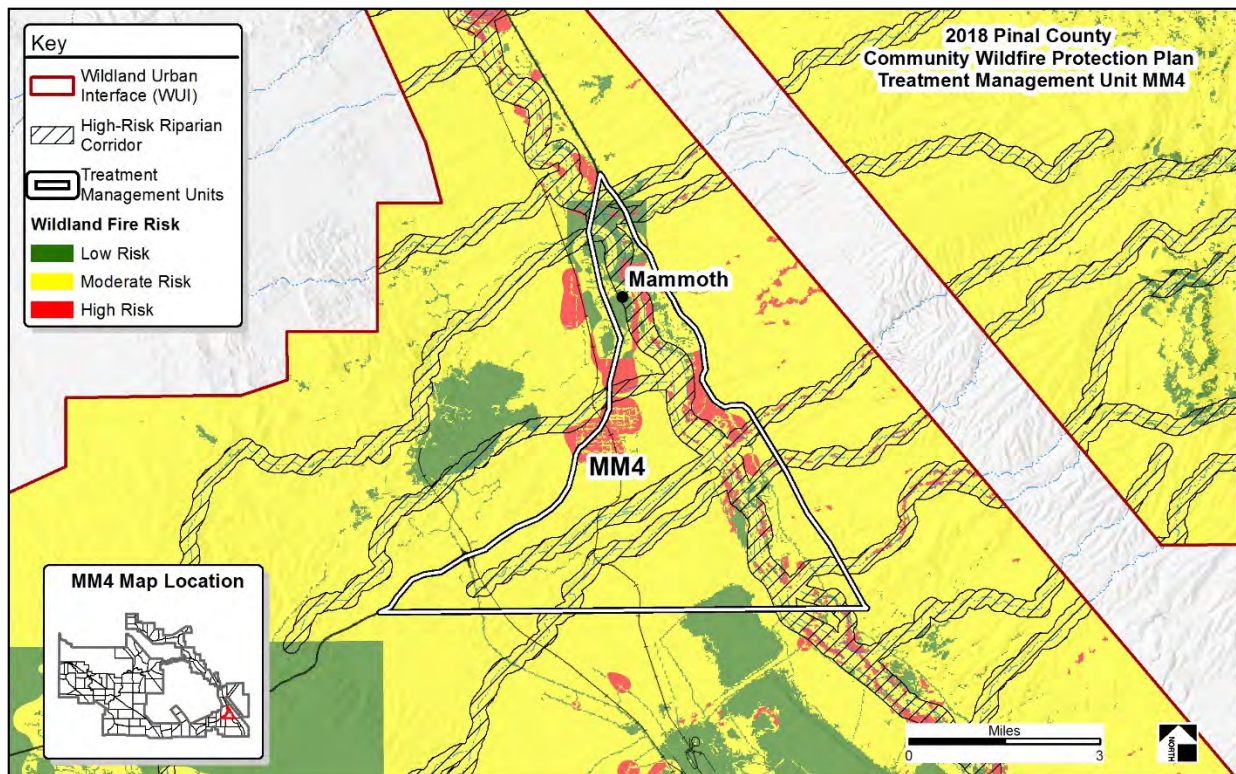 Key
Wildland Urban
Interface (WUI)
High-Risk Riparian
Corridor
Treatment
Management Units
Wildland Fire Risk
Low Risk
Moderate Risk
High Risk
2018 Pinal County
Community Wildfire Protection Plan
Treatment Management Unit MM4
Mammoth
MM4
MM4 Map Location
Miles
0 3
NORTH